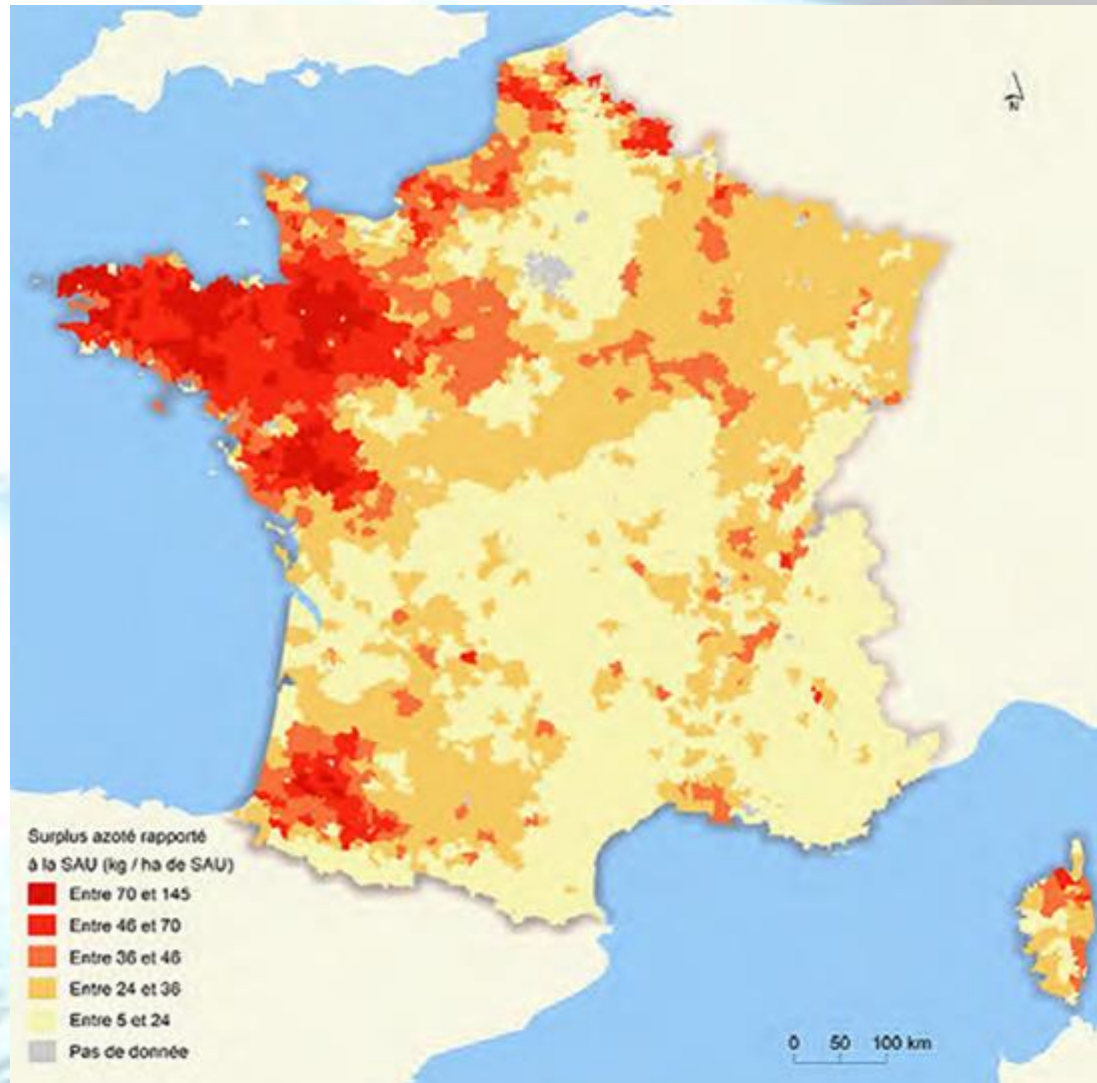 N
Surplus azoté rapporté
à la SAU (kg / ha de SAU)
Entre 70 et 145
Entre 46 et 70
Entre 36 et 46
Entre 24 et 36
Entre 5 et 24
Pas de donnée
0 50 100 km